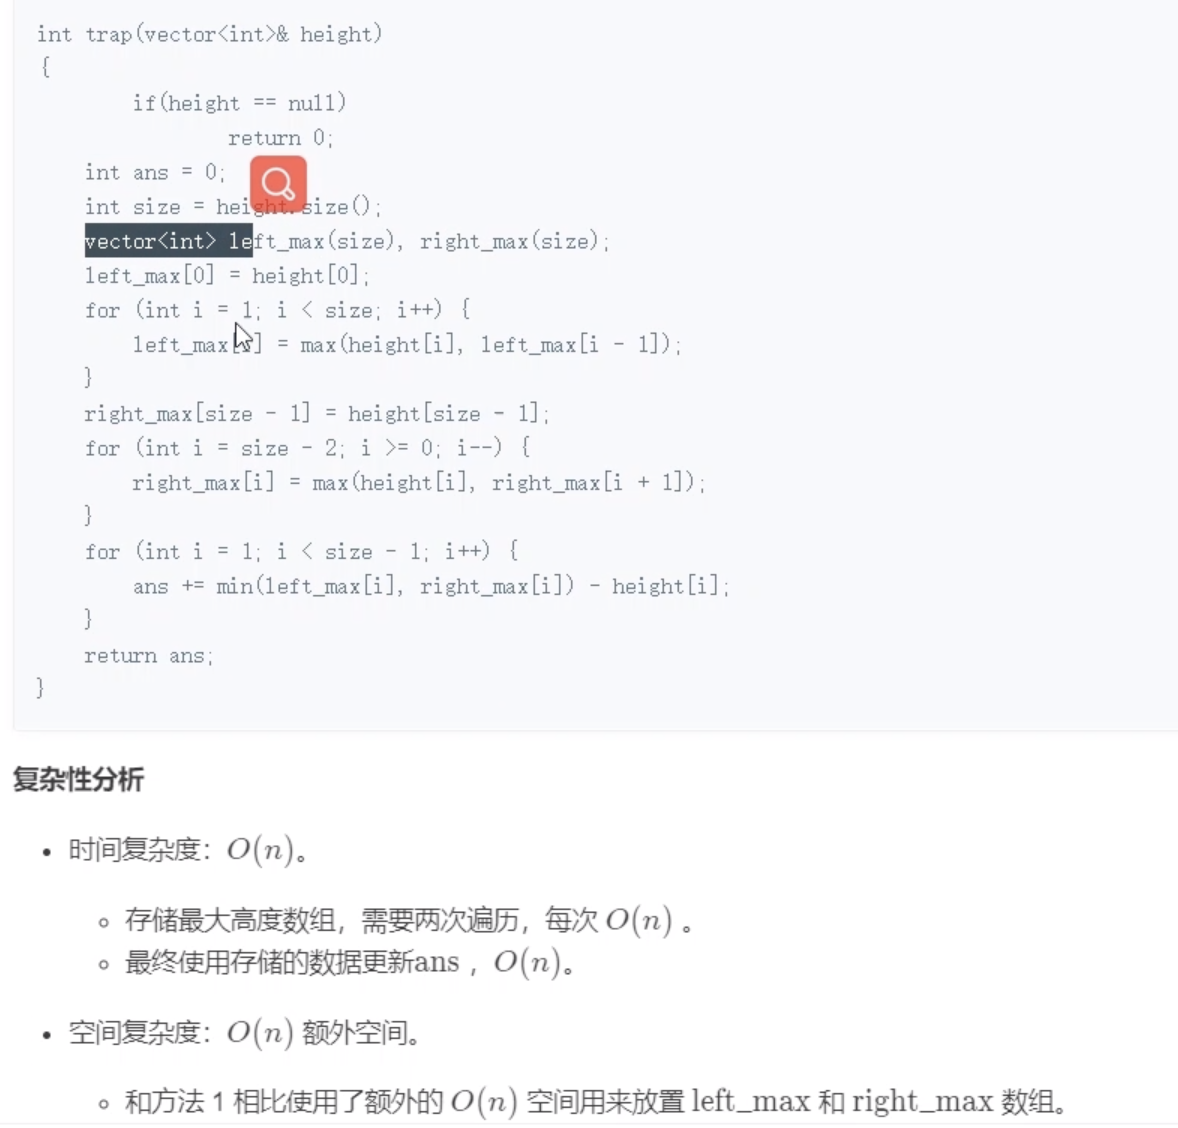 int trap(vector<int>& height)
{
if(height == null)
return 0;
int ans = 0;
int size = height.size();
vector<int> left_max(size), right_max(size);
left_max[0] = height[0];
for (int i = 1; i < size; i++) {
left_max[i] = max(height[i], left_max[i - 1]);
}
right_max[size - 1] = height[size - 1];
for (int i = size - 2; i >= 0; i--) {
right_max[i] = max(height[i], right_max[i + 1]);
}
for (int i = 1; i < size - 1; i++) {
ans += min(left_max[i], right_max[i]) - height[i];
}
return ans;
}
复杂性分析
• 时间复杂度：O(n)。
◦ 存储最大高度数组，需要两次遍历，每次 O(n) 。
◦ 最终使用存储的数据更新ans ，O(n)。
• 空间复杂度：O(n) 额外空间。
◦ 和方法 1 相比使用了额外的 O(n) 空间用来放置 left_max 和 right_max 数组。